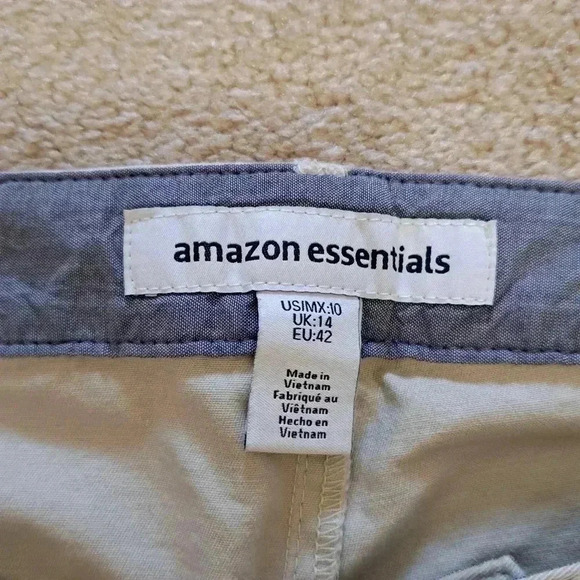 amazon essentials
US/MX:10
UK:14
EU:42
Made in
Vietnam
Fabriqué au
Viêtnam
Hecho en
Vietnam